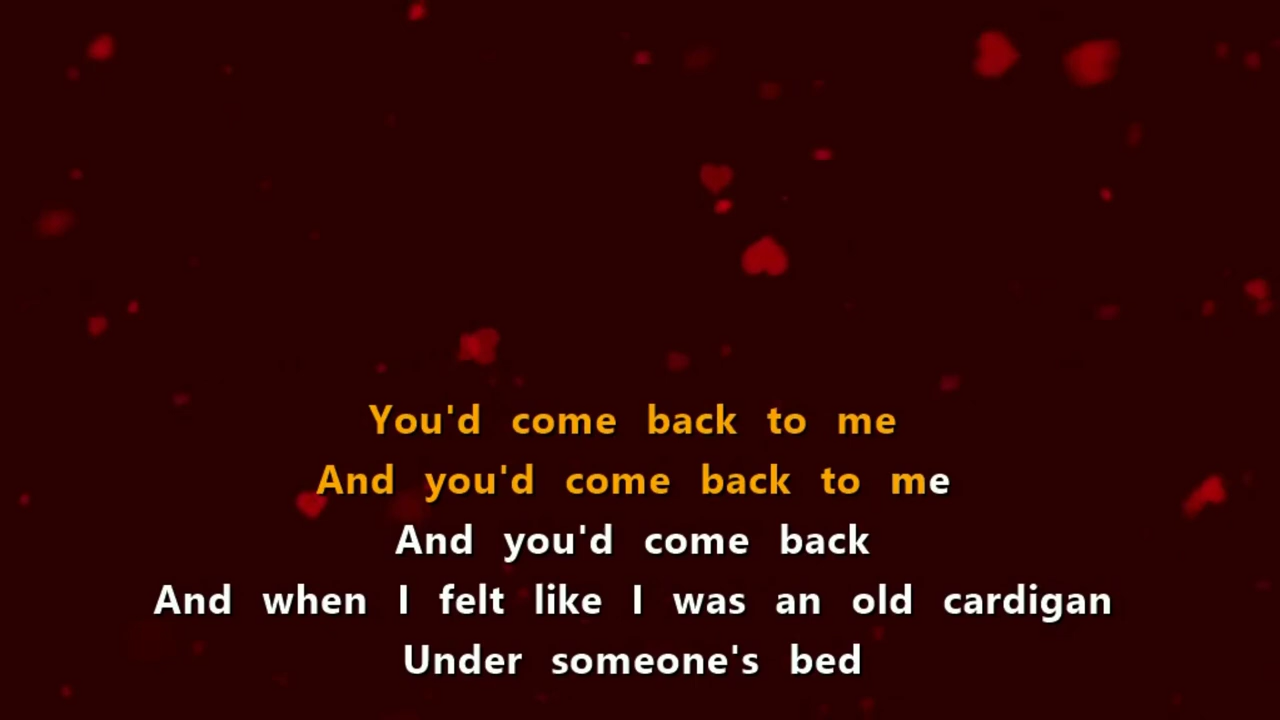 You'd come back to me
And you'd come back to me
And you'd come back
And when I felt like I was an old cardigan
Under someone's bed